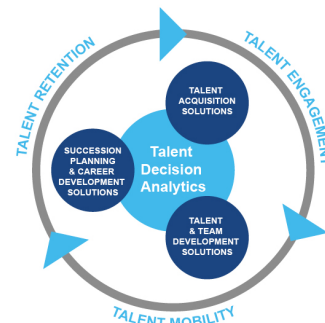 TALENT RETENTION
TALENT ENGAGEMENT
TALENT
ACQUISITION
SOLUTIONS
SUCCESSION
PLANNING
& CAREER
DEVELOPMENT
SOLUTIONS
Talent
Decision
Analytics
TALENT
& TEAM
DEVELOPMENT
SOLUTIONS
TALENT MOBILITY